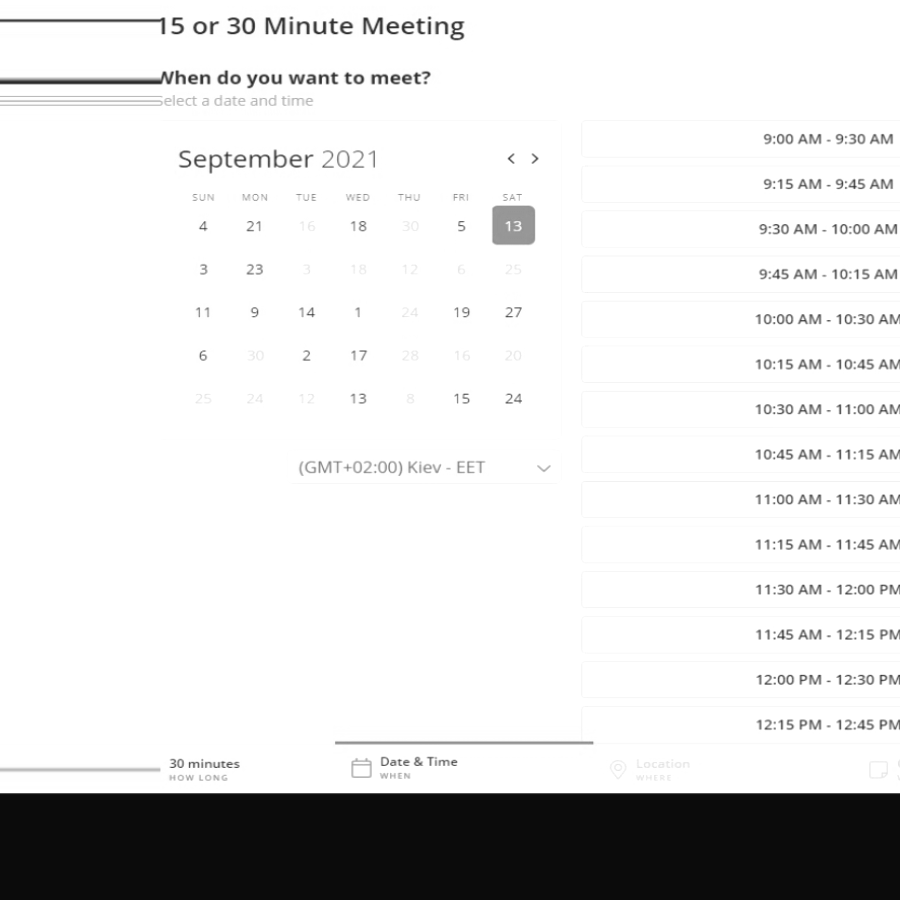 15 or 30 Minute Meeting
When do you want to meet?
Select a date and time
September 2021
SUN MON TUE WED THU FRI SAT
4 21 16 18 30 5 13
3 23 3 18 12 6 25
11 9 14 1 24 19 27
6 30 2 17 28 16 20
25 24 12 13 8 15 24
(GMT+02:00) Kiev - EET
9:00 AM - 9:30 AM
9:15 AM - 9:45 AM
9:30 AM - 10:00 AM
9:45 AM - 10:15 AM
10:00 AM - 10:30 AM
10:15 AM - 10:45 AM
10:30 AM - 11:00 AM
10:45 AM - 11:15 AM
11:00 AM - 11:30 AM
11:15 AM - 11:45 AM
11:30 AM - 12:00 PM
11:45 AM - 12:15 PM
12:00 PM - 12:30 PM
12:15 PM - 12:45 PM
30 minutes
HOW LONG
Date & Time
WHEN
Location
WHERE